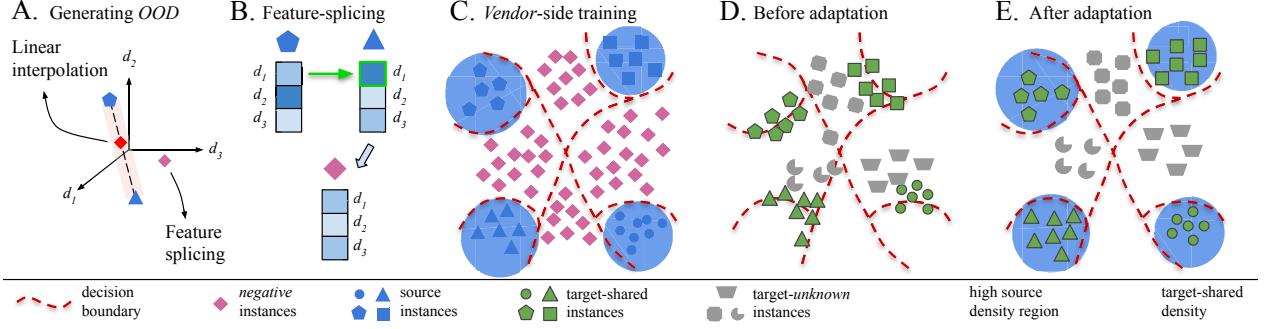 A. Generating OOD
Linear
interpolation
d2
d3
d1
Feature
splicing
B. Feature-splicing
d1
d2
d3
d1
d2
d3
d1
d2
d3
C. Vendor-side training
D. Before adaptation
E. After adaptation
decision
boundary
negative
instances
source
instances
target-shared
instances
target-unknown
instances
high source
density region
target-shared
density